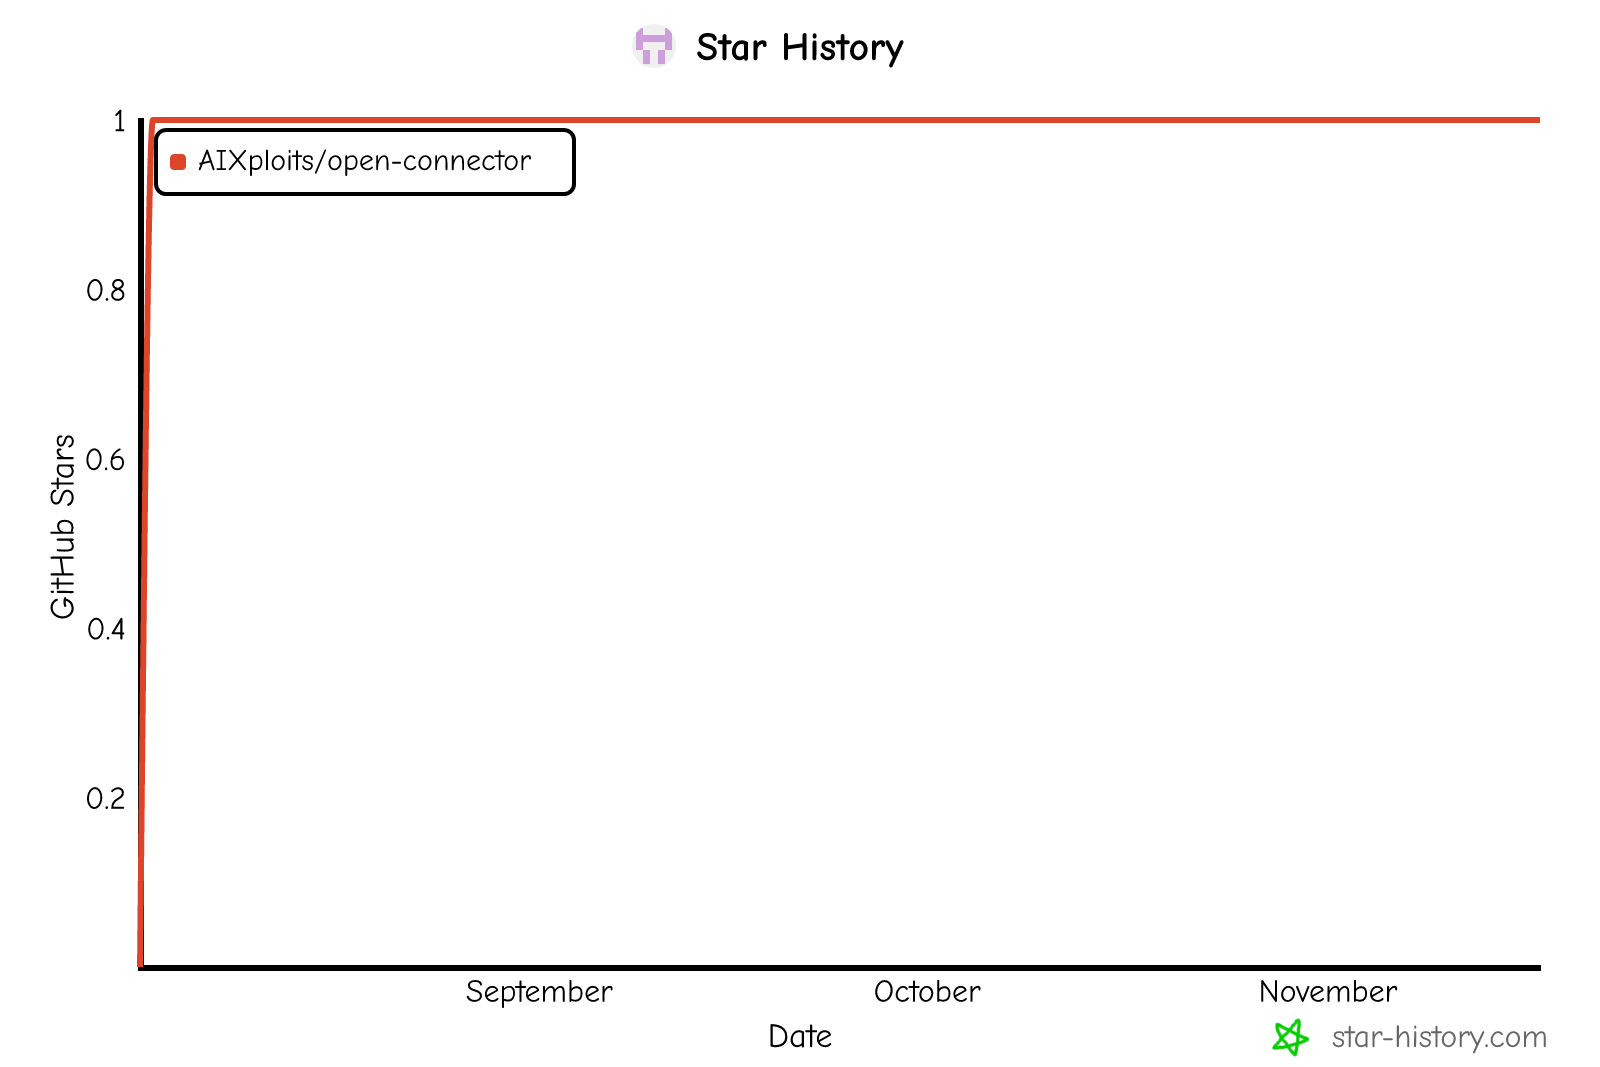 Star History
1
AIXploits/open-connector
0.8
0.6
0.4
0.2
GitHub Stars
September October November
Date
star-history.com